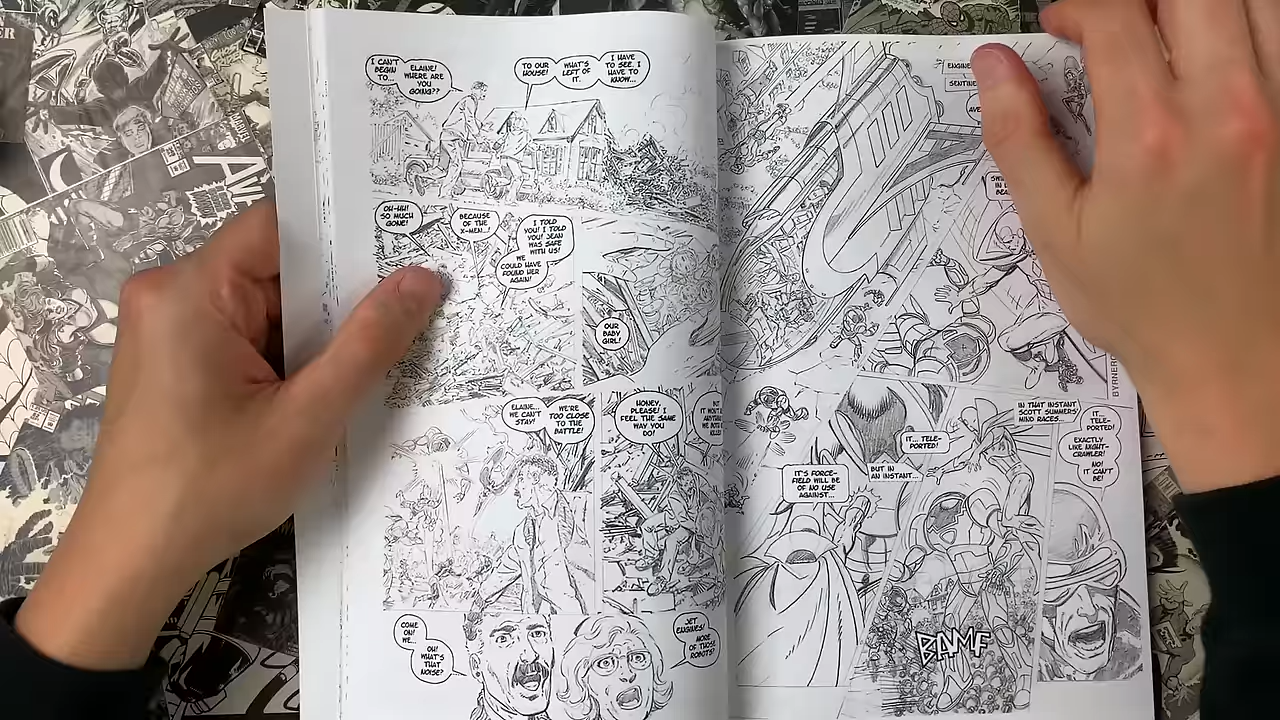 I CAN'T
BEGIN
TO...
ELAINE!
WHERE ARE
YOU
GOING??
TO OUR
HOUSE!
WHAT'S
LEFT OF
IT.
I HAVE
TO SEE. I
HAVE TO
KNOW...
OH-HH!
SO MUCH
GONE!
BECAUSE
OF THE
X-MEN...!
I TOLD
YOU! I TOLD
YOU! JEAN
WAS SAFE
WITH US!
WE
COULD HAVE
FOUND HER
AGAIN!
OUR
BABY
GIRL!
ELAINE...
WE CAN'T
STAY!
WE'RE
TOO CLOSE
TO THE
BATTLE!
HONEY,
PLEASE! I
FEEL THE SAME
WAY YOU
DO!
COME
ON!
WE...
OH!
WHAT'S
THAT
NOISE?
JET
ENGINES!
MORE
OF THOSE
ROBOTS!
IT'S FORCE-
FIELD WILL BE
OF NO USE
AGAINST...
BUT IN
AN INSTANT...
IT... TELE-
PORTED!
IN THAT INSTANT
SCOTT SUMMERS'
MIND RACES...
IT...
TELE-
PORTED!
EXACTLY
LIKE NIGHT-
CRAWLER!
NO!
IT CAN'T
BE!
BAMF